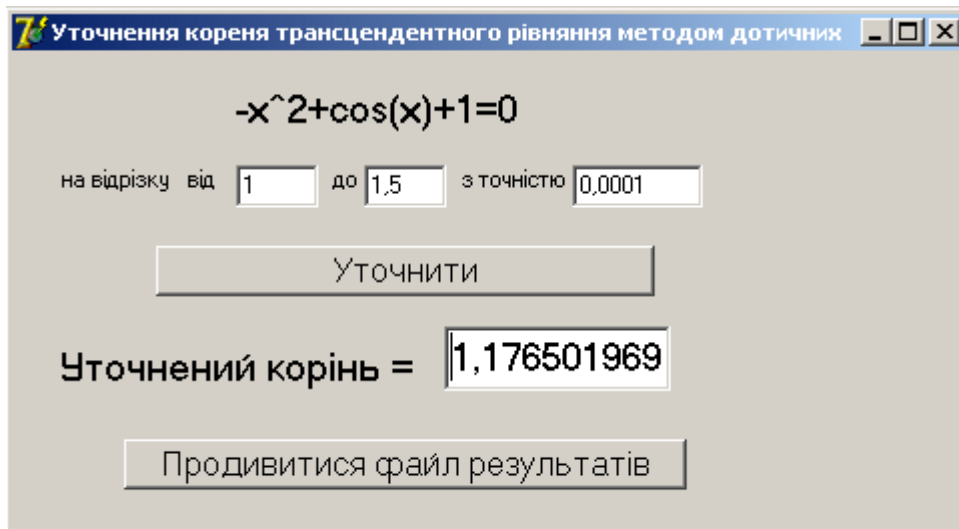 Уточнення кореня трансцендентного рівняння методом дотичних
-x^2+cos(x)+1=0
на відрізку від 1 до 1,5 з точністю 0,0001
Уточнити
Уточнений корінь = 1,176501969
Продивитися файл результатів